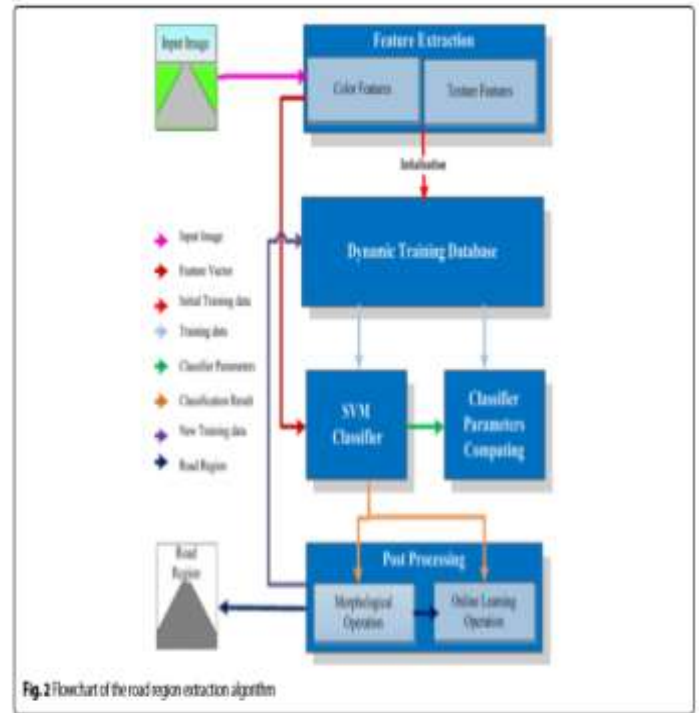 Input Image
Feature Extraction
Color Features
Texture Features
Initialisation
Dynamic Training Database
Input Image
Feature Vector
Initial Training data
Training data
Classifier Parameters
Classification Result
New Training data
Road Region
SVM
Classifier
Classifier
Parameters
Computing
Road
Region
Post Processing
Morphological
Operation
Online Learning
Operation
Fig. 2 Flowchart of the road region extraction algorithm